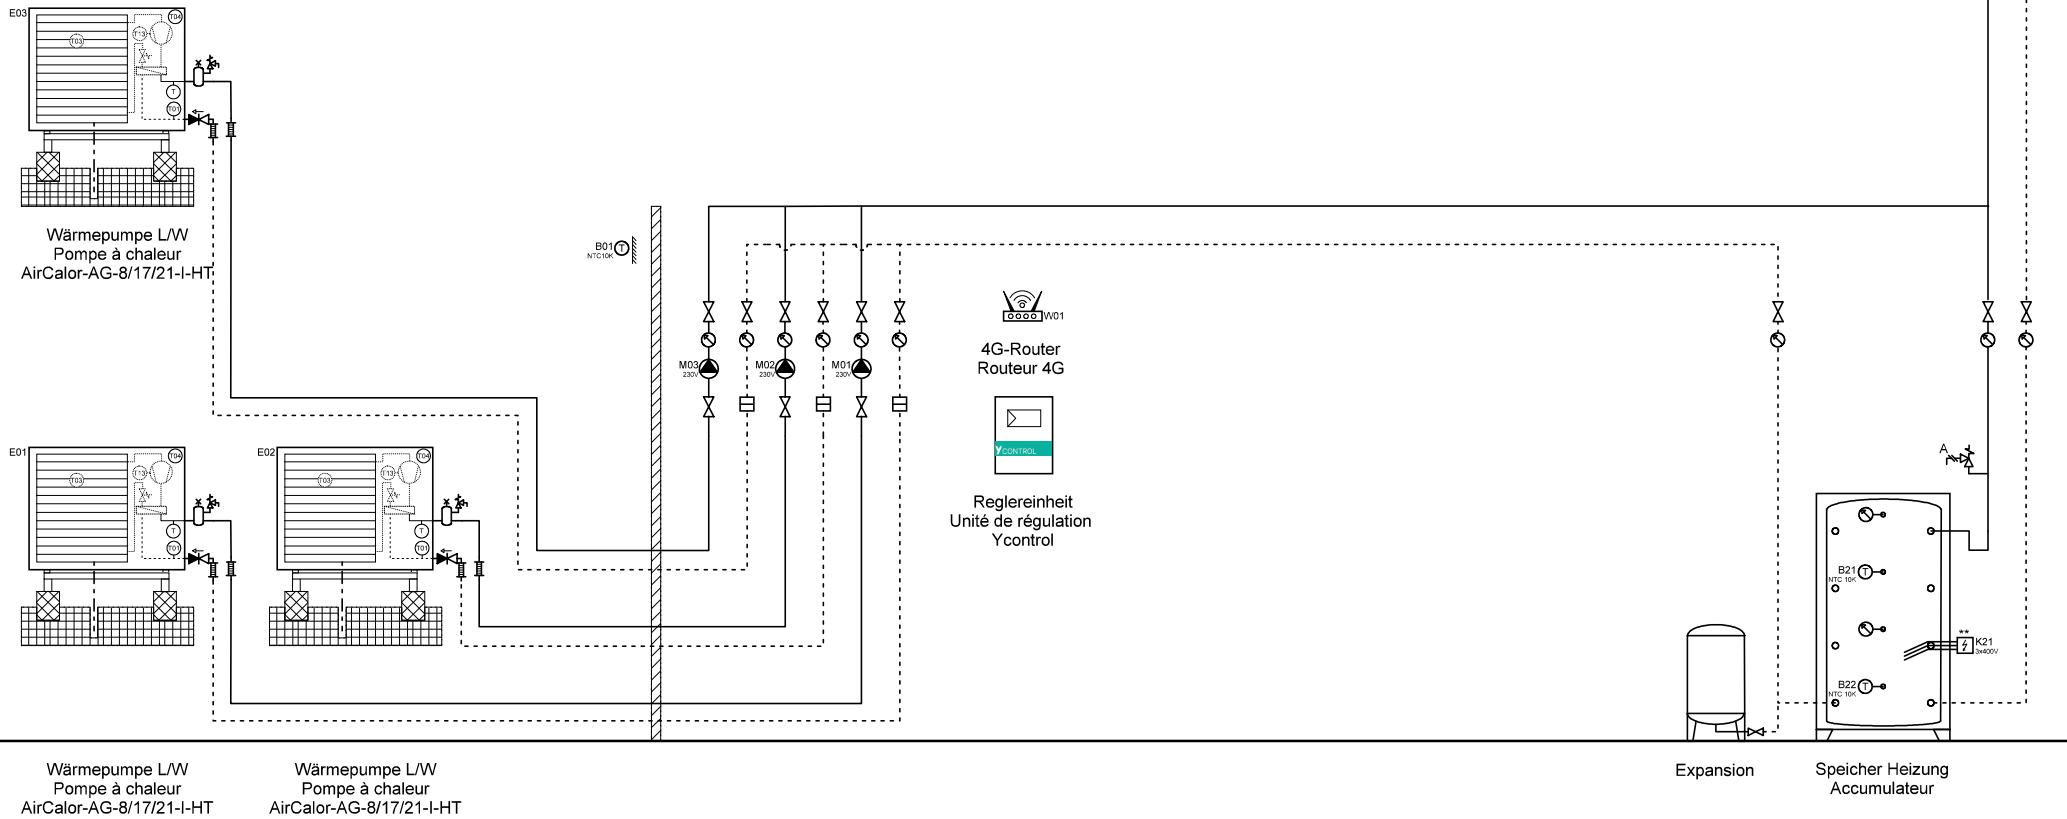 E03
T04
T13
T03
T
T01
Wärmepumpe L/W
Pompe à chaleur
AirCalor-AG-8/17/21-I-HT
B01
T
NTC10K
W01
4G-Router
Routeur 4G
M03
230V
M02
230V
M01
230V
YCONTROL
Reglereinheit
Unité de régulation
Ycontrol
E01
T04
T13
T03
T
T01
E02
T04
T13
T03
T
T01
A
B21
T
NTC 10K
**
K21
3x400V
B22
T
NTC 10K
Wärmepumpe L/W
Pompe à chaleur
AirCalor-AG-8/17/21-I-HT
Wärmepumpe L/W
Pompe à chaleur
AirCalor-AG-8/17/21-I-HT
Expansion
Speicher Heizung
Accumulateur